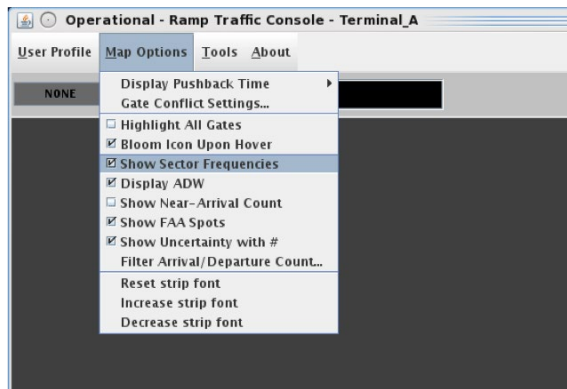 Operational - Ramp Traffic Console - Terminal_A
User Profile Map Options Tools About
NONE
Display Pushback Time
Gate Conflict Settings...
Highlight All Gates
Bloom Icon Upon Hover
Show Sector Frequencies
Display ADW
Show Near-Arrival Count
Show FAA Spots
Show Uncertainty with #
Filter Arrival/Departure Count...
Reset strip font
Increase strip font
Decrease strip font